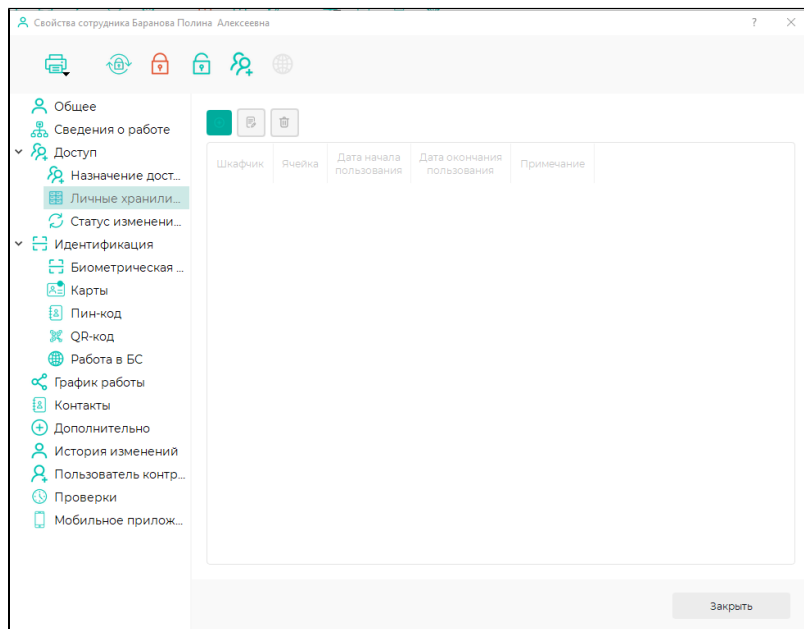 Свойства сотрудника Баранова Полина Алексеевна
?
Общее
Сведения о работе
Доступ
Назначение дост...
Личные хранили...
Статус изменени...
Идентификация
Биометрическая ...
Карты
Пин-код
QR-код
Работа в БС
График работы
Контакты
Дополнительно
История изменений
Пользователь контр...
Проверки
Мобильное прилож...
Шкафчик
Ячейка
Дата начала
пользования
Дата окончания
пользования
Примечание
Закрыть